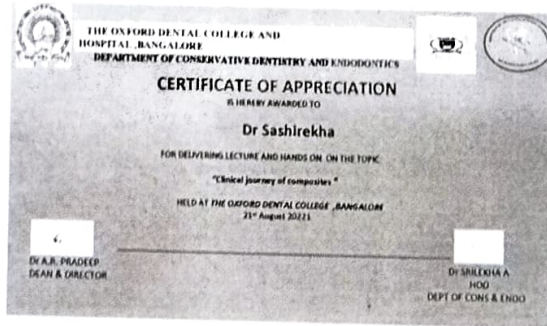 THE OXFORD DENTAL COLLEGE AND
HOSPITAL ,BANGALORE
DEPARTMENT OF CONSERVATIVE DENTISTRY AND ENDODONTICS
CERTIFICATE OF APPRECIATION
IS HEREBY AWARDED TO
Dr Sashirekha
FOR DELIVERING LECTURE AND HANDS ON ON THE TOPIC
"Clinical journey of composites "
HELD AT THE OXFORD DENTAL COLLEGE ,BANGALORE
21st August 20221
Dr A.R. PRADEEP
DEAN & DIRECTOR
Dr SRILEKHA A
HOD
DEPT OF CONS & ENDO